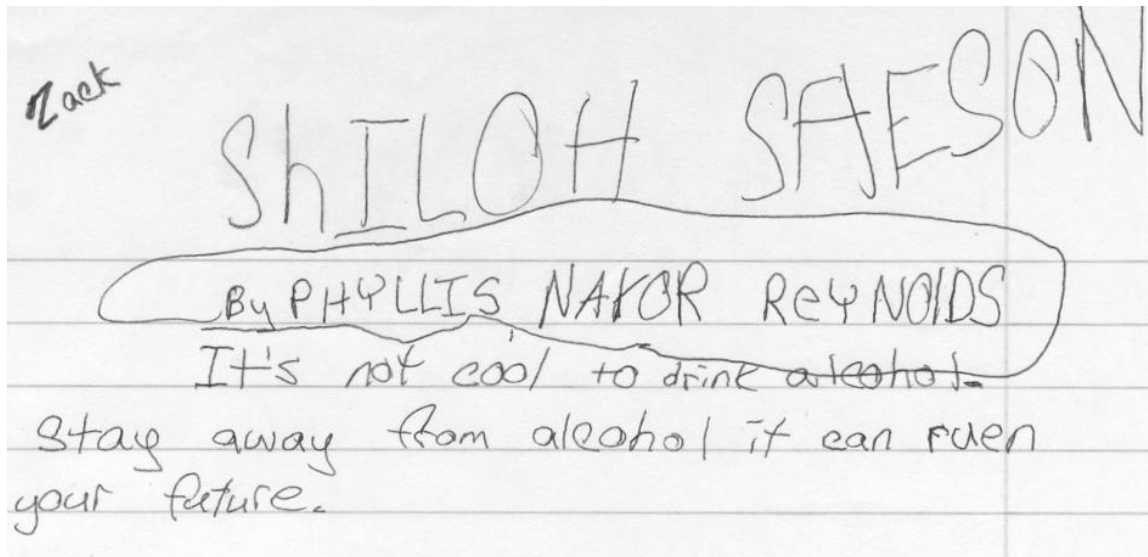 Zack
ShILOH SAESON
By PHYLLIS NAYOR ReYNOlDS
It's not cool to drink alcohol.
Stay away from alcohol it can ruen
your future.